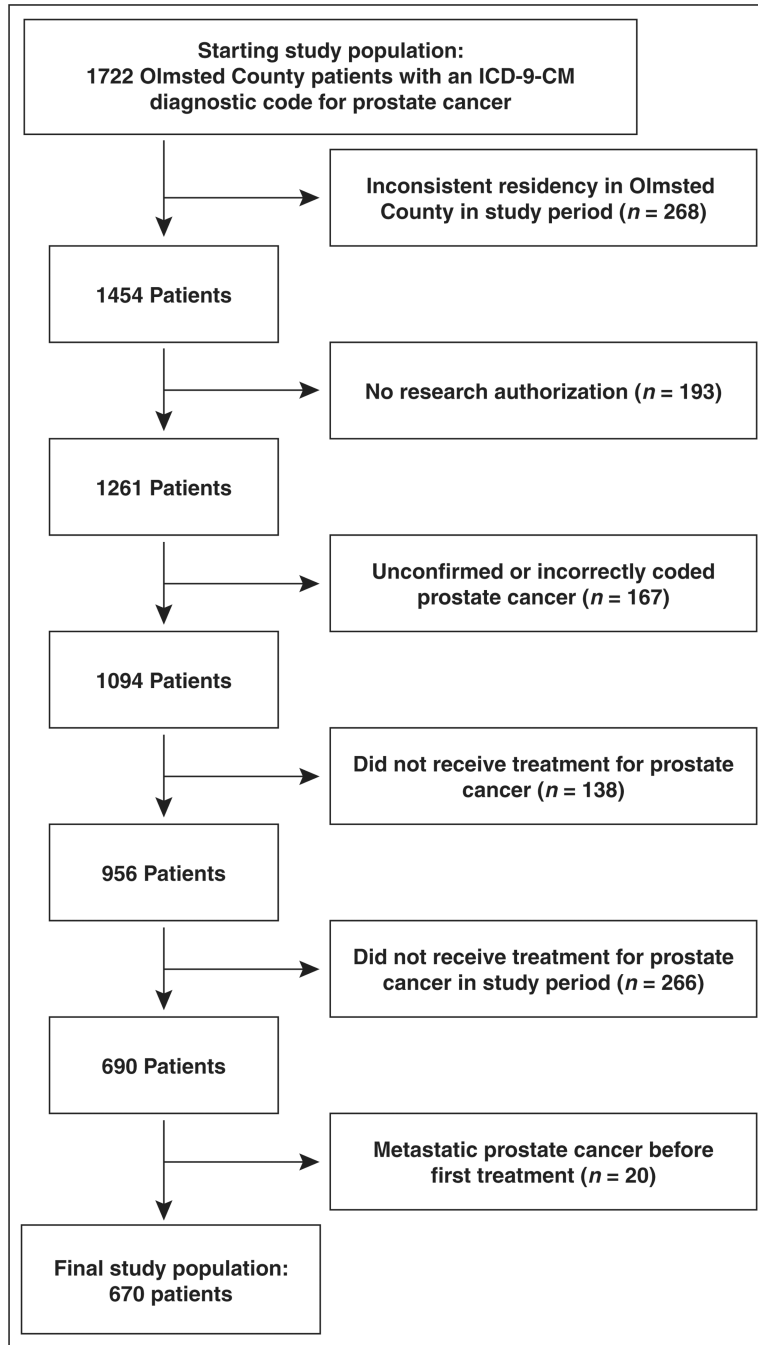 Starting study population:
1722 Olmsted County patients with an ICD-9-CM
diagnostic code for prostate cancer
Inconsistent residency in Olmsted
County in study period (n = 268)
1454 Patients
No research authorization (n = 193)
1261 Patients
Unconfirmed or incorrectly coded
prostate cancer (n = 167)
1094 Patients
Did not receive treatment for prostate
cancer (n = 138)
956 Patients
Did not receive treatment for prostate
cancer in study period (n = 266)
690 Patients
Metastatic prostate cancer before
first treatment (n = 20)
Final study population:
670 patients